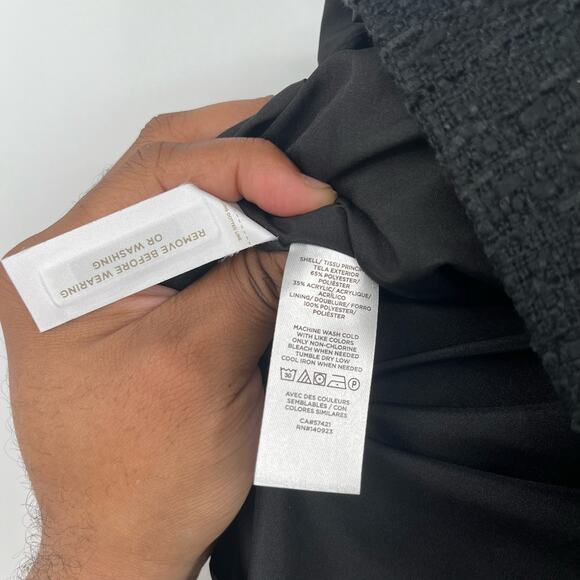 REMOVE BEFORE WEARING
OR WASHING
SHELL/ TISSU PRINCI
TELA EXTERIOR
65% POLYESTER/
POLIÉSTER
35% ACRYLIC/ ACRYLIQUE/
ACRÍLICO
LINING/ DOUBLURE/ FORRO
POLYESTER/
POLIÉSTER
MACHINE WASH COLD
WITH LIKE COLORS
ONLY NON-CHLORINE
BLEACH WHEN NEEDED
TUMBLE DRY LOW
COOL IRON WHEN NEEDED
30 P
AVEC DES COULEURS
SEMBLABLES / CON
COLORES SIMILARES
CA#57421
RN#140923